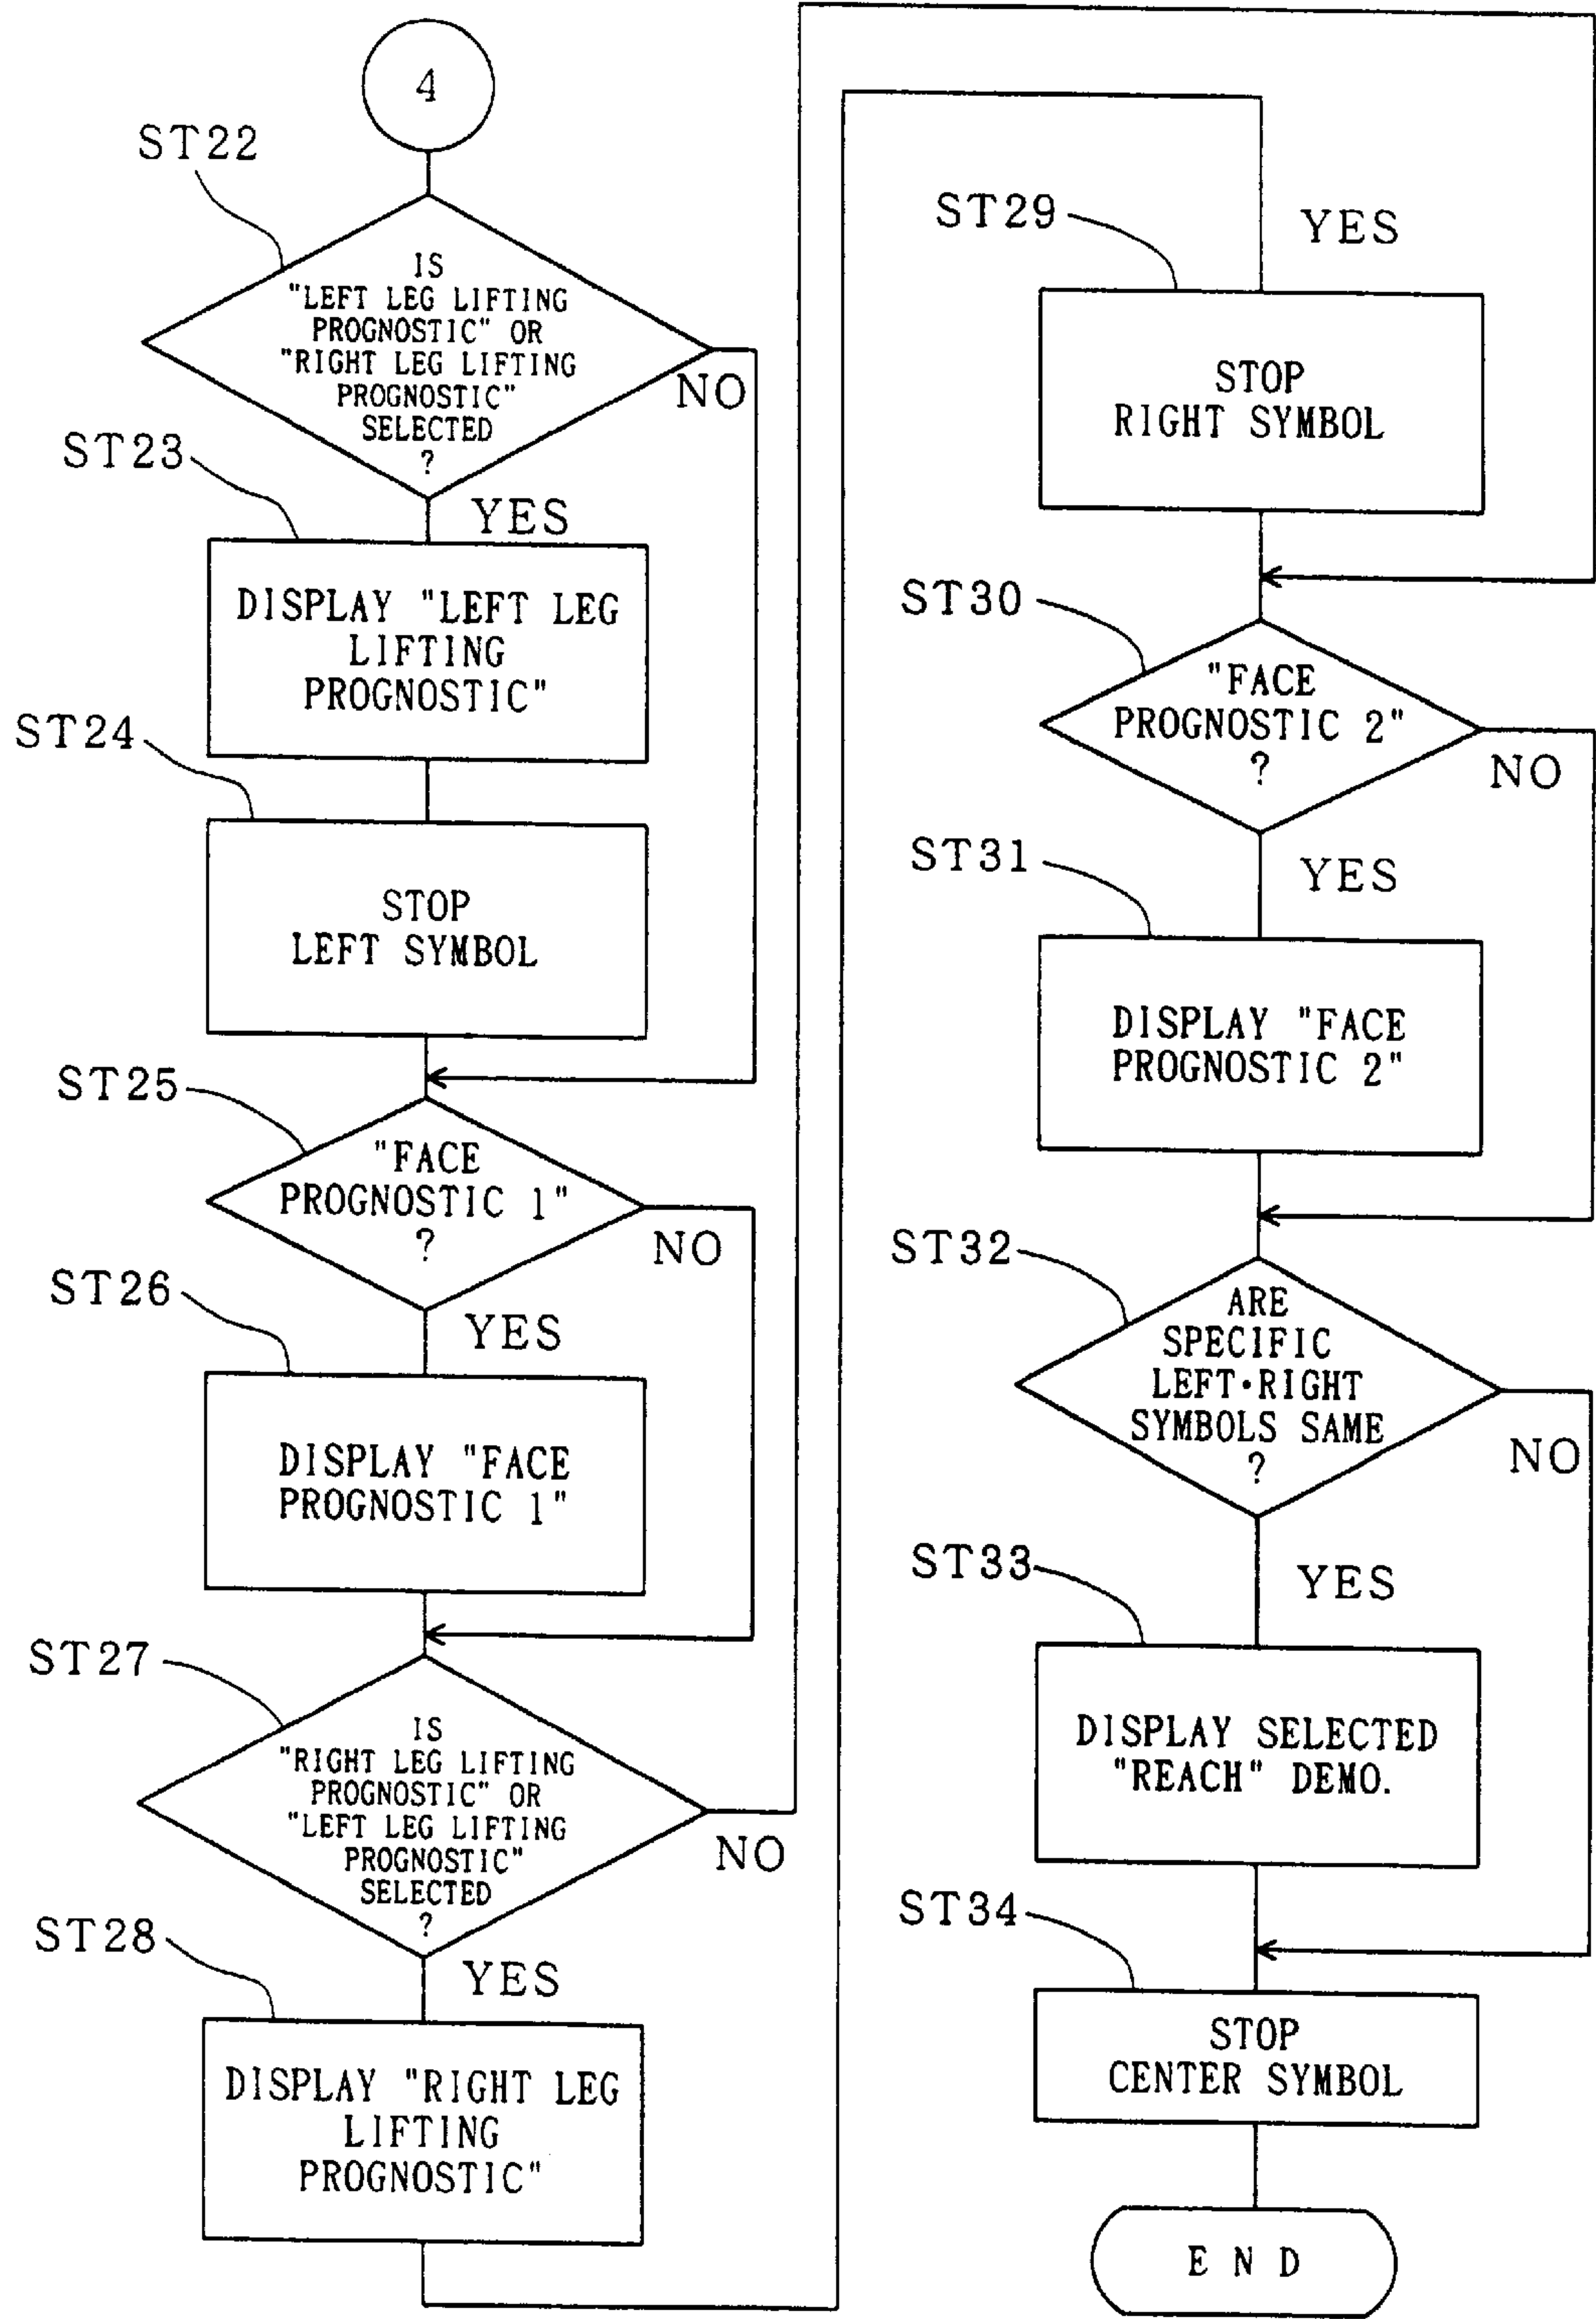 4
ST22
IS
"LEFT LEG LIFTING
PROGNOSTIC" OR
"RIGHT LEG LIFTING
PROGNOSTIC"
SELECTED
?
NO
YES
ST23
DISPLAY "LEFT LEG
LIFTING
PROGNOSTIC"
ST24
STOP
LEFT SYMBOL
ST25
"FACE
PROGNOSTIC 1"
?
NO
YES
ST26
DISPLAY "FACE
PROGNOSTIC 1"
ST27
IS
"RIGHT LEG LIFTING
PROGNOSTIC" OR
"LEFT LEG LIFTING
PROGNOSTIC"
SELECTED
?
NO
YES
ST28
DISPLAY "RIGHT LEG
LIFTING
PROGNOSTIC"
YES
ST29
STOP
RIGHT SYMBOL
ST30
"FACE
PROGNOSTIC 2"
?
NO
YES
ST31
DISPLAY "FACE
PROGNOSTIC 2"
ST32
ARE
SPECIFIC
LEFT・RIGHT
SYMBOLS SAME
?
NO
YES
ST33
DISPLAY SELECTED
"REACH" DEMO.
ST34
STOP
CENTER SYMBOL
E N D